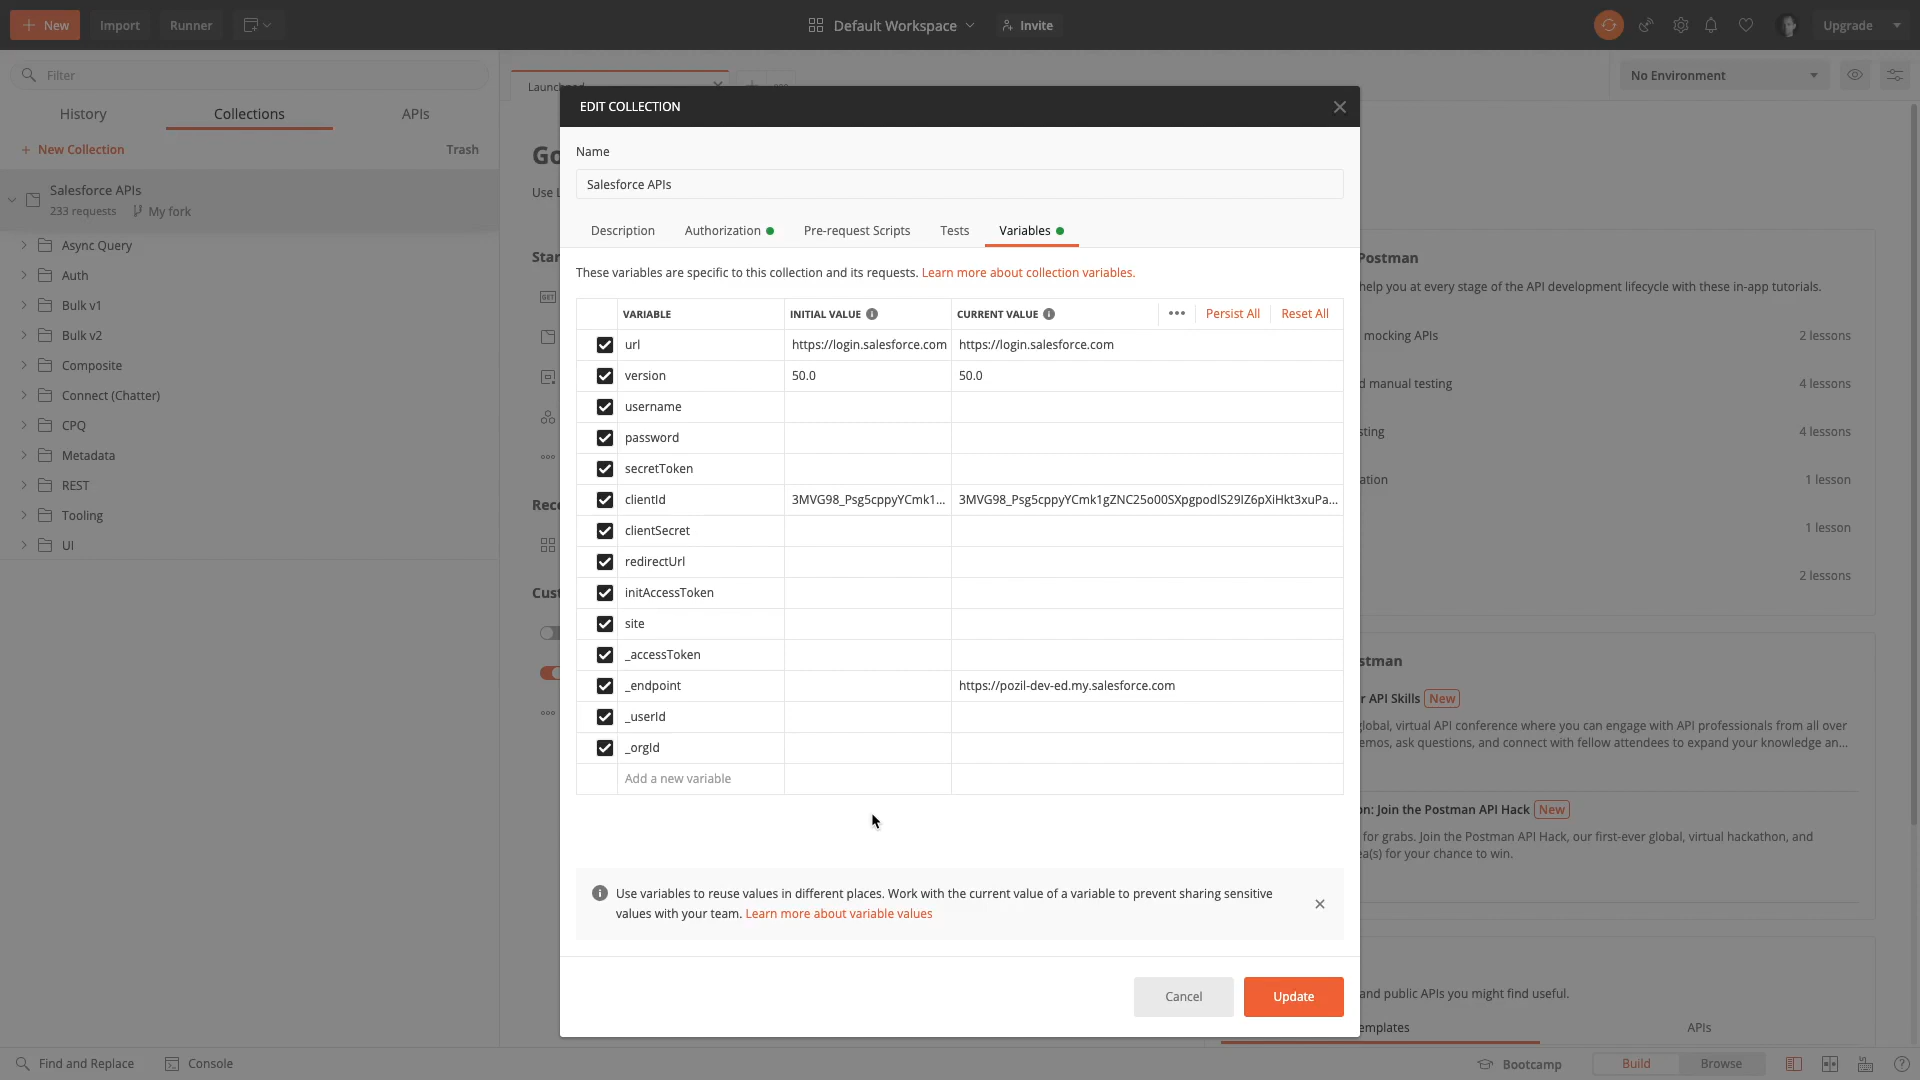 New
Import
Runner
Default Workspace
Invite
Upgrade
Filter
History
Collections
APIs
New Collection
Trash
Salesforce APIs
233 requests
My fork
Async Query
Auth
Bulk v1
Bulk v2
Composite
Connect (Chatter)
CPQ
Metadata
REST
Tooling
UI
No Environment
EDIT COLLECTION
Name
Salesforce APIs
Description
Authorization
Pre-request Scripts
Tests
Variables
These variables are specific to this collection and its requests. Learn more about collection variables.
VARIABLE
INITIAL VALUE
CURRENT VALUE
Persist All
Reset All
url
https://login.salesforce.com
https://login.salesforce.com
version
50.0
50.0
username
password
secretToken
clientId
3MVG98_Psg5cppyYCmk1...
3MVG98_Psg5cppyYCmk1gZNC25o00SXpgpodlS29lZ6pXiHkt3xuPa...
clientSecret
redirectUrl
initAccessToken
site
_accessToken
_endpoint
https://pozil-dev-ed.my.salesforce.com
_userId
_orgId
Add a new variable
Use variables to reuse values in different places. Work with the current value of a variable to prevent sharing sensitive
values with your team. Learn more about variable values
Cancel
Update
Use
GET
Postman
help you at every stage of the API development lifecycle with these in-app tutorials.
mocking APIs
2 lessons
d manual testing
4 lessons
sting
4 lessons
ation
1 lesson
1 lesson
2 lessons
stman
r API Skills New
global, virtual API conference where you can engage with API professionals from all over
emos, ask questions, and connect with fellow attendees to expand your knowledge an...
on: Join the Postman API Hack New
for grabs. Join the Postman API Hack, our first-ever global, virtual hackathon, and
ea(s) for your chance to win.
and public APIs you might find useful.
emplates
APIs
Find and Replace
Console
Bootcamp
Build
Browse